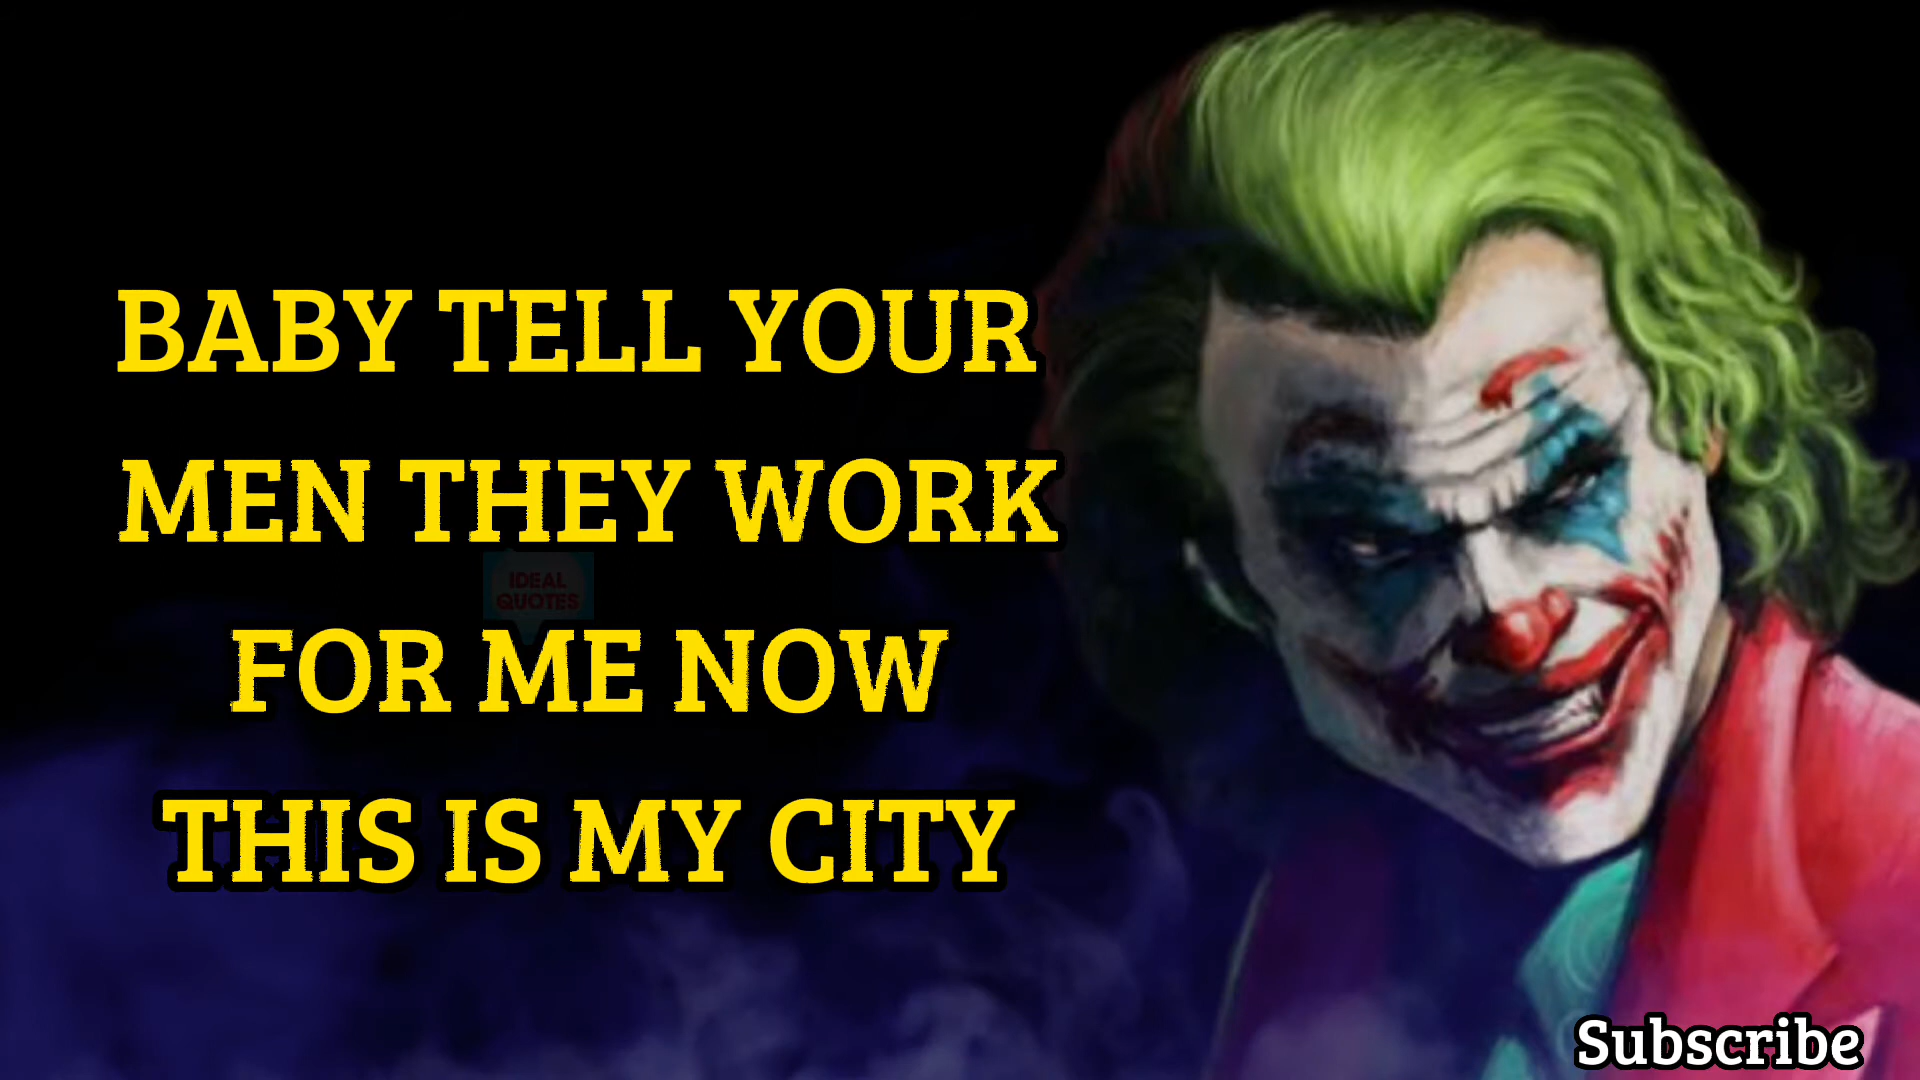 BABY TELL YOUR
MEN THEY WORK
IDEAL
QUOTES
FOR ME NOW
THIS IS MY CITY
Subscribe